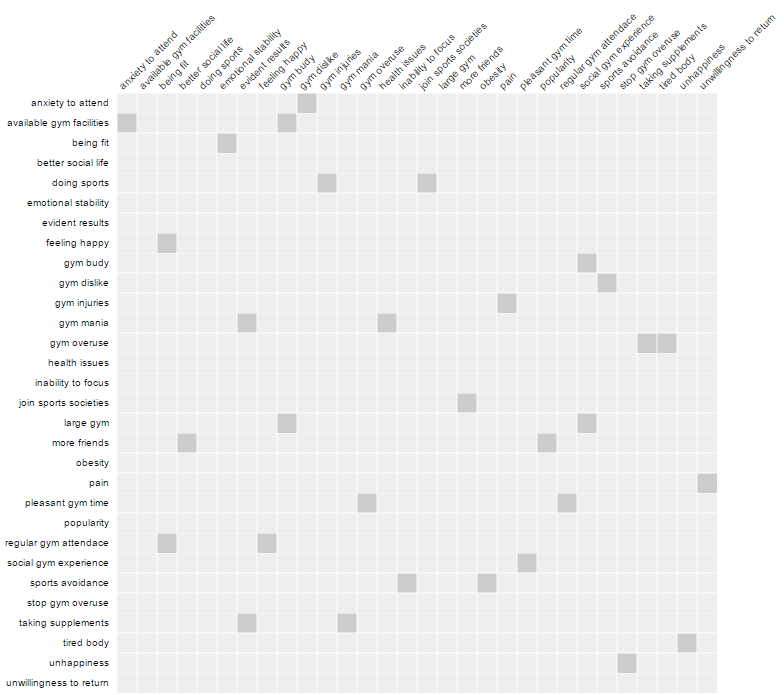 anxiety to attend
available gym facilities
being fit
better social life
doing sports
emotional stability
evident results
feeling happy
gym budy
gym dislike
gym injuries
gym mania
gym overuse
health issues
inability to focus
join sports societies
large gym
more friends
obesity
pain
pleasant gym time
popularity
regular gym attendace
social gym experience
sports avoidance
stop gym overuse
taking supplements
tired body
unhappiness
unwillingness to return
anxiety to attend
available gym facilities
being fit
better social life
doing sports
emotional stability
evident results
feeling happy
gym budy
gym dislike
gym injuries
gym mania
gym overuse
health issues
inability to focus
join sports societies
large gym
more friends
obesity
pain
pleasant gym time
popularity
regular gym attendace
social gym experience
sports avoidance
stop gym overuse
taking supplements
tired body
unhappiness
unwillingness to return